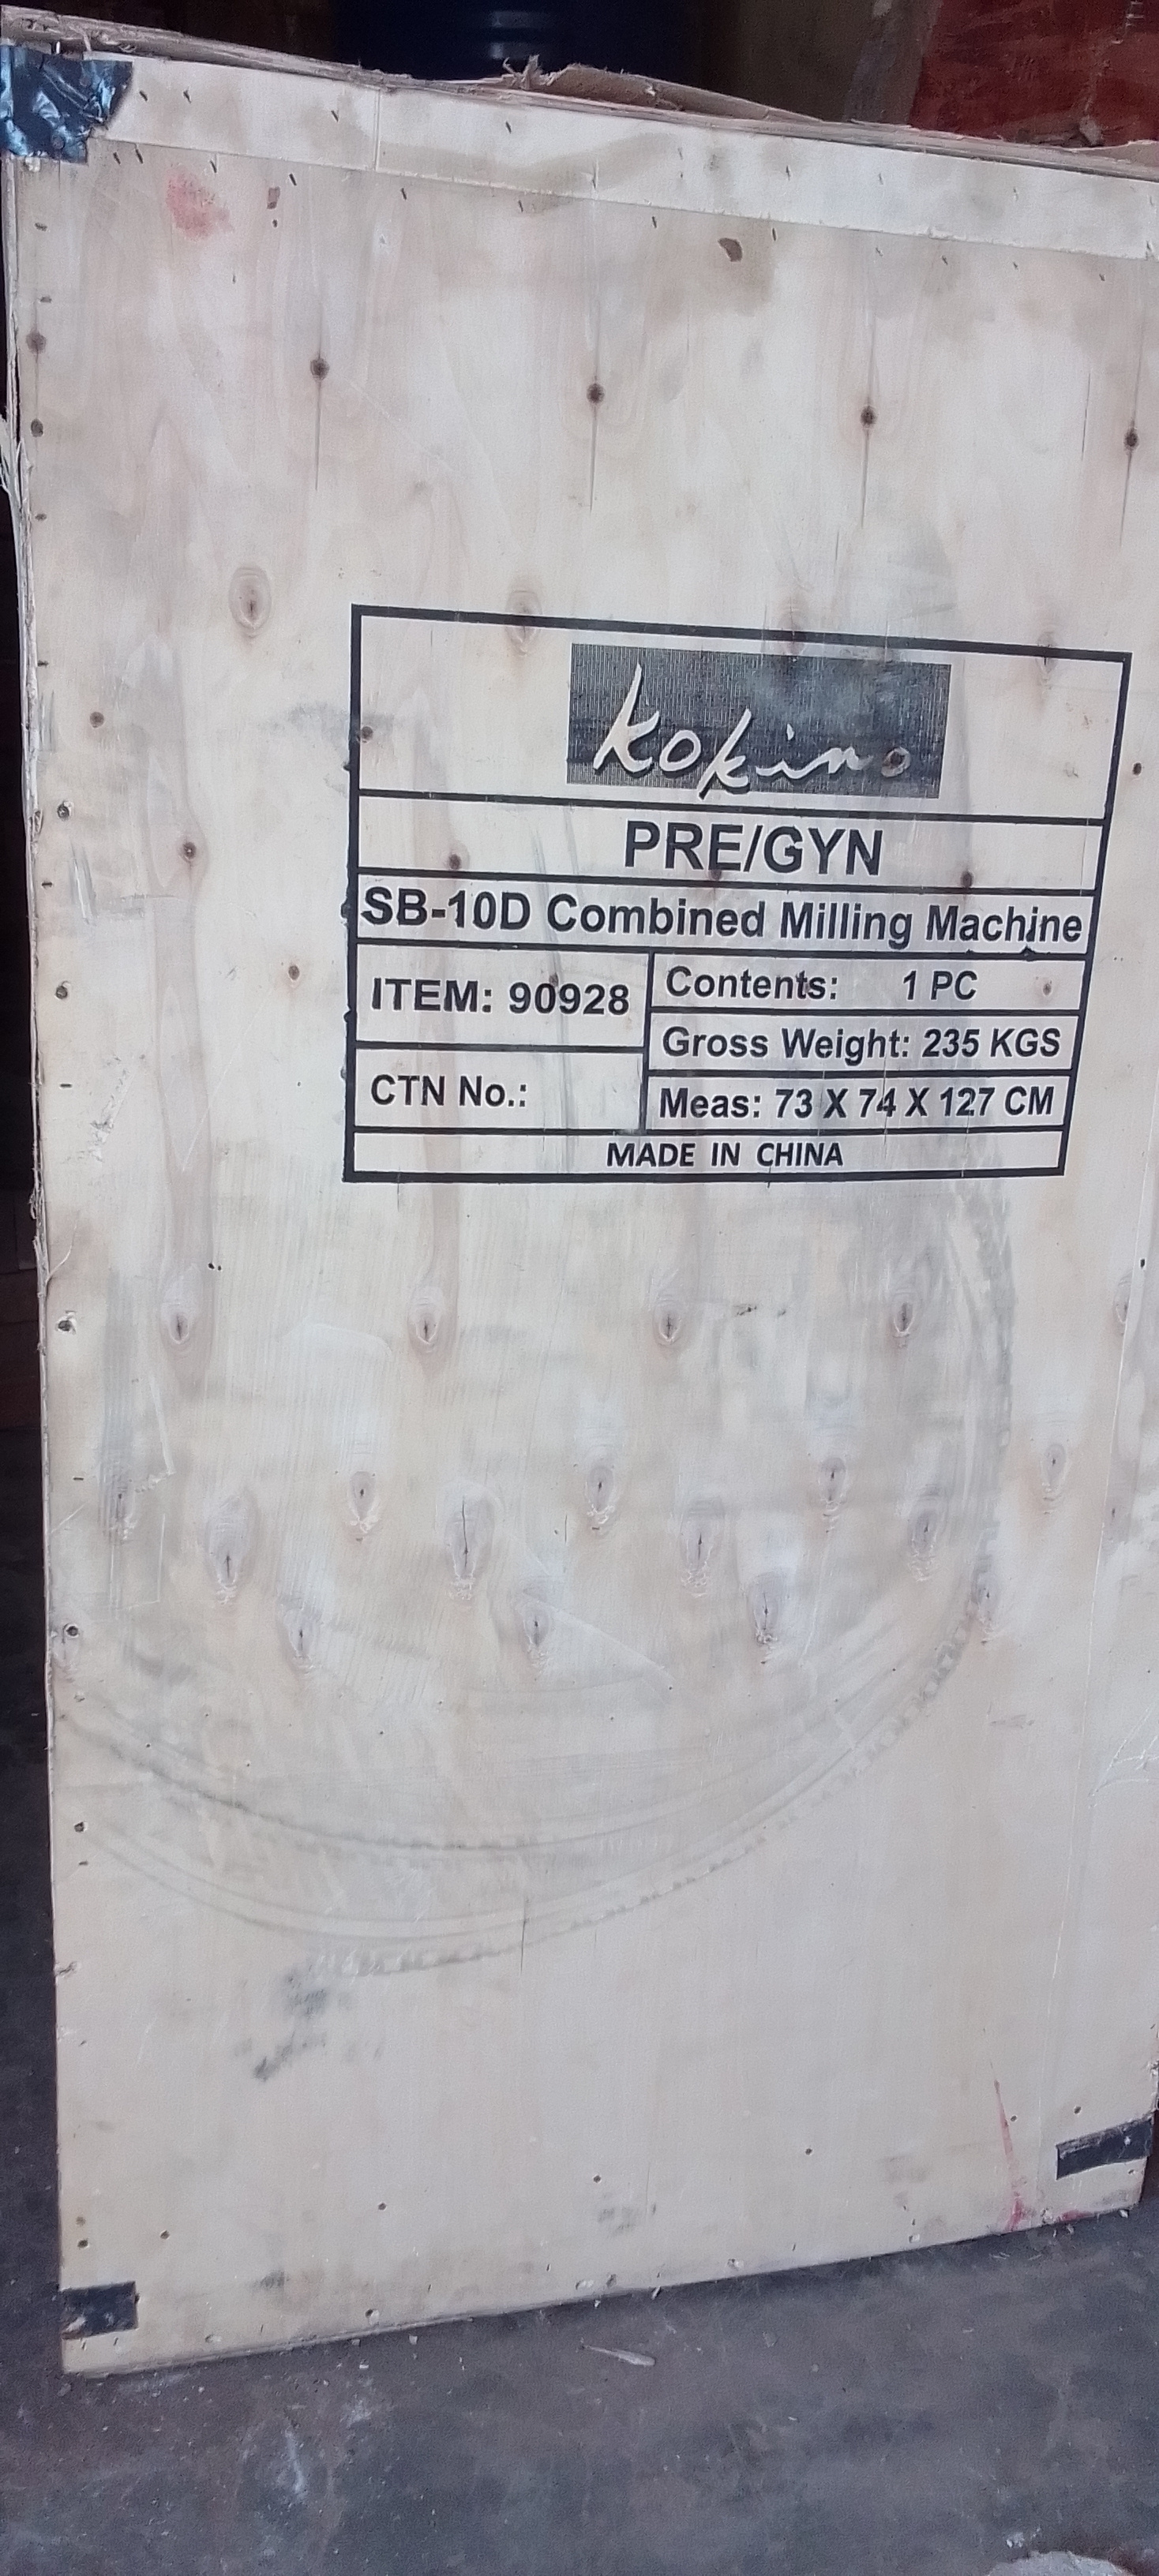 kokino
PRE/GYN
SB-10D Combined Milling Machine
ITEM: 90928
CTN No.:
Contents: 1 PC
Gross Weight: 235 KGS
Meas: 73 X 74 X 127 CM
MADE IN CHINA